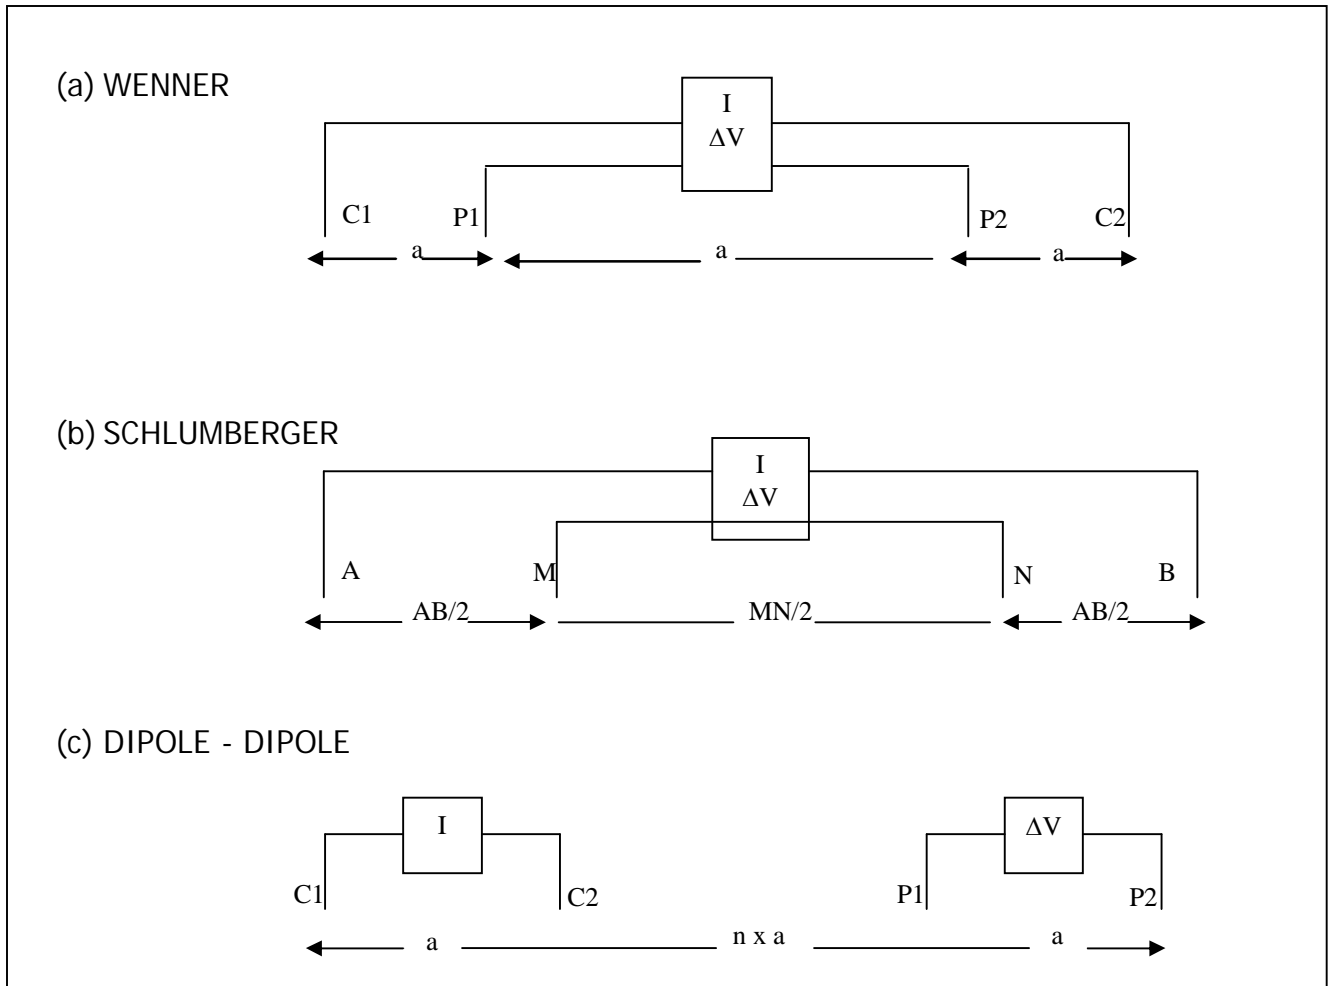 (a) WENNER
I
ΔV
C1 P1 P2 C2
a a a
(b) SCHLUMBERGER
I
ΔV
A M N B
AB/2 MN/2 AB/2
(c) DIPOLE - DIPOLE
I ΔV
C1 C2 P1 P2
a n x a a